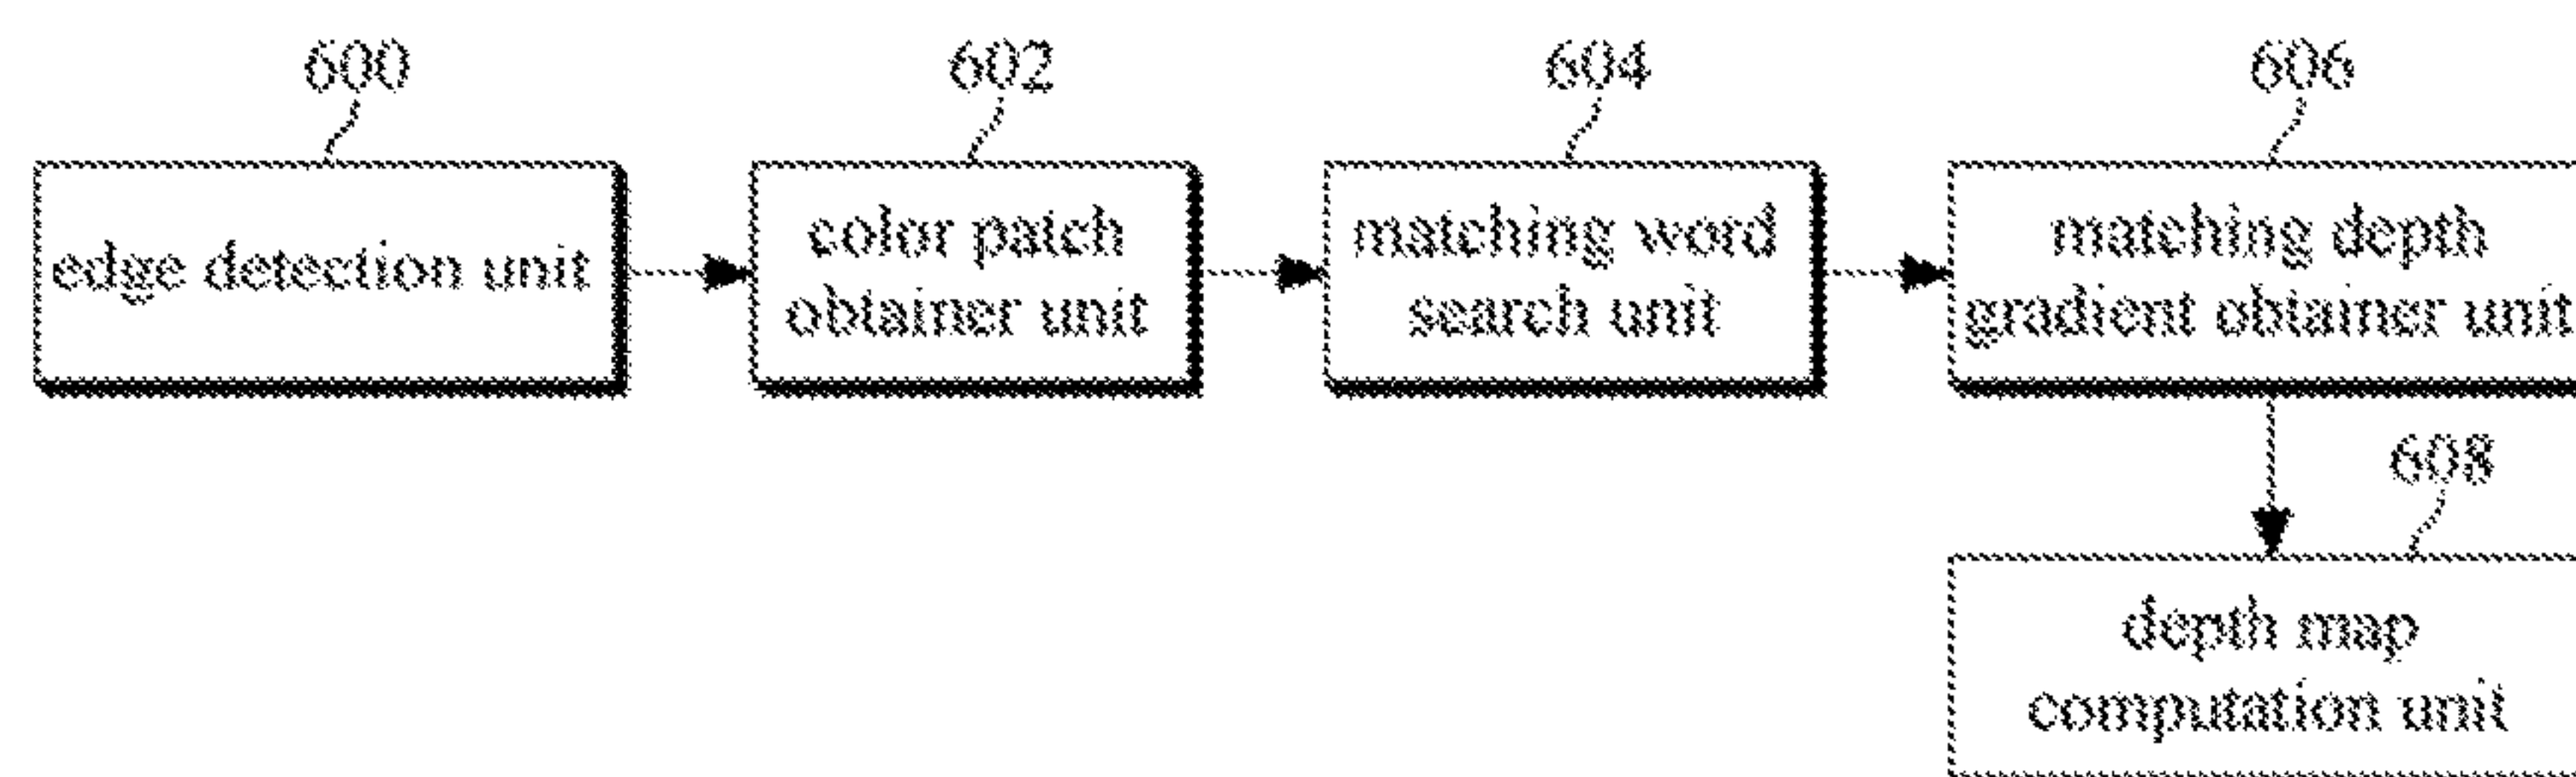 600
602
604
606
edge detection unit
color patch
obtainer unit
matching word
search unit
matching depth
gradient obtainer unit
608
depth map
computation unit